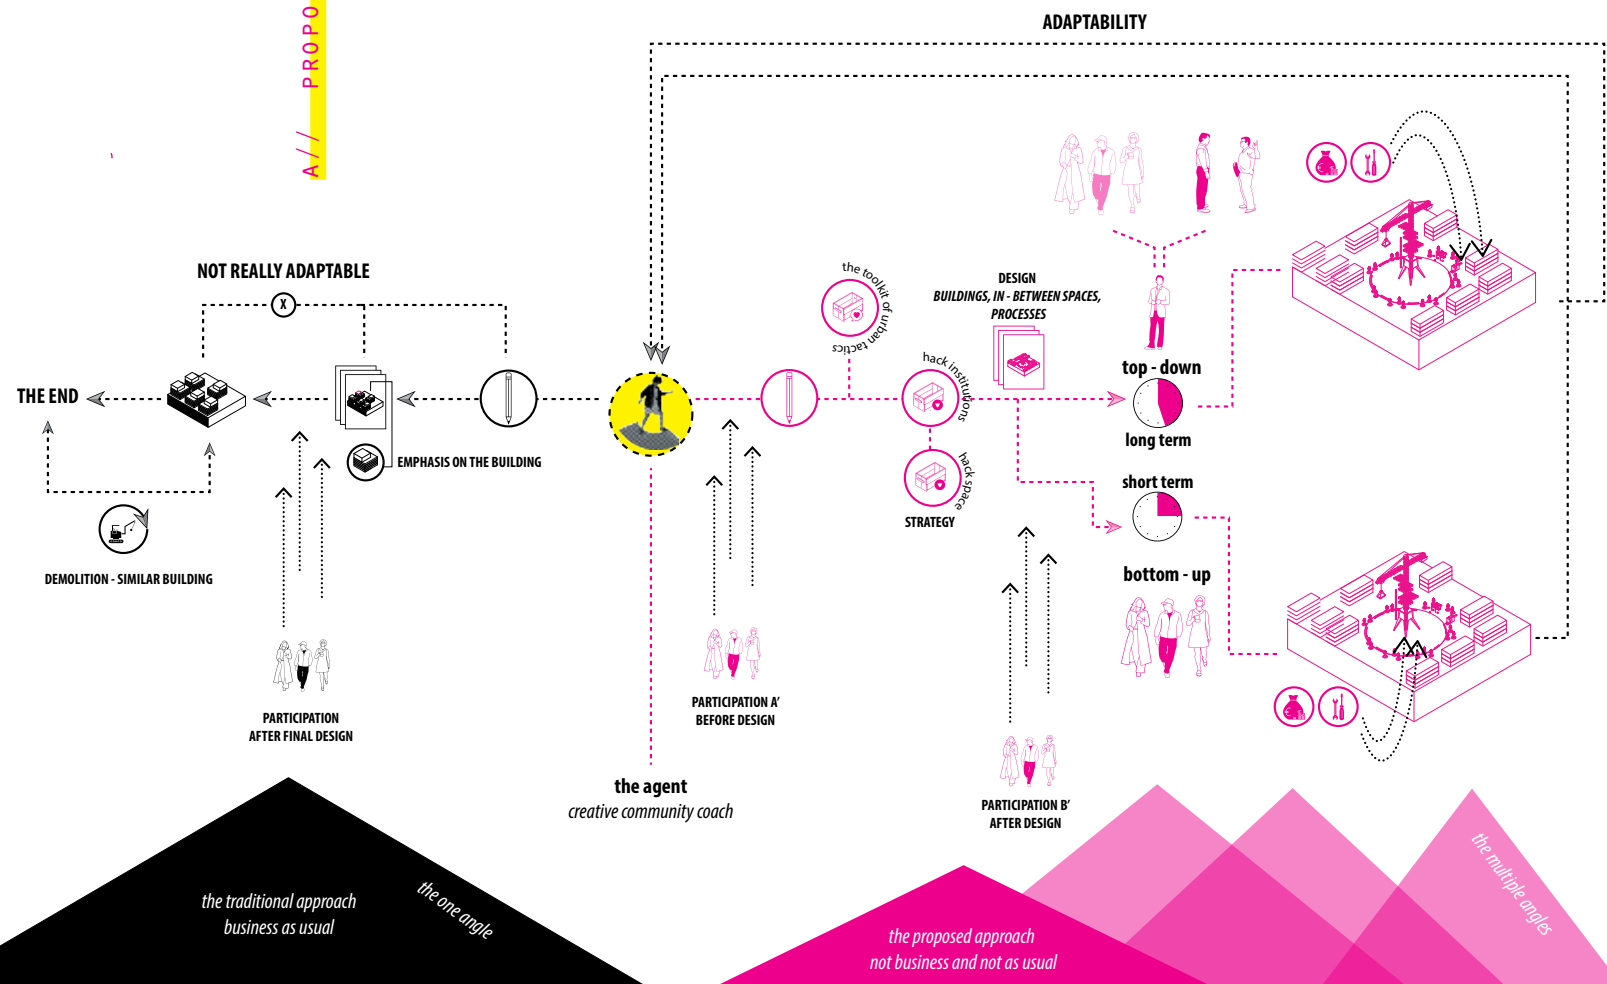 A// PROPO
ADAPTABILITY
NOT REALLY ADAPTABLE
X
THE END
EMPHASIS ON THE BUILDING
DEMOLITION - SIMILAR BUILDING
PARTICIPATION
AFTER FINAL DESIGN
the traditional approach
business as usual
the one angle
the agent
creative community coach
PARTICIPATION A'
BEFORE DESIGN
the toolkit of urban tactics
hack institutions
hack space
STRATEGY
DESIGN
BUILDINGS, IN - BETWEEN SPACES,
PROCESSES
top - down
long term
short term
bottom - up
PARTICIPATION B'
AFTER DESIGN
the proposed approach
not business and not as usual
the multiple angles